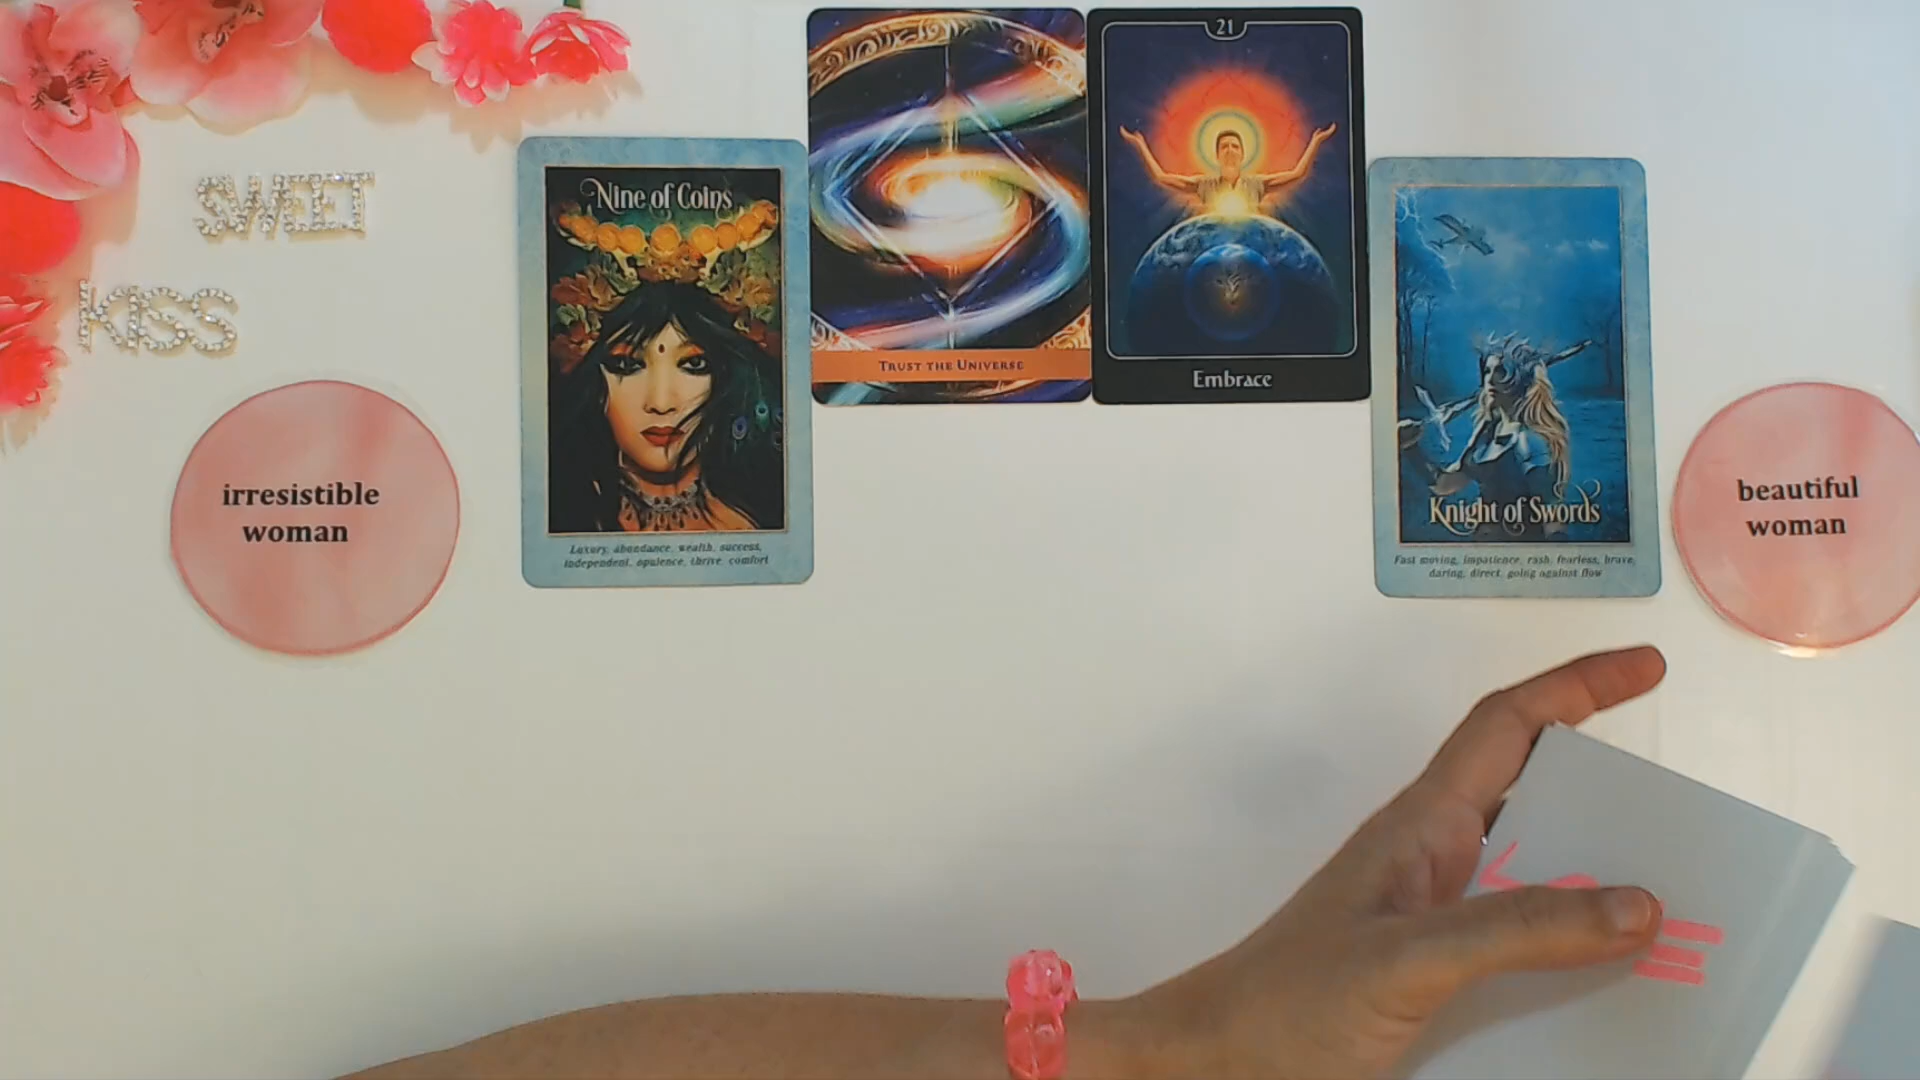 SWEET
KISS
irresistible
woman
Nine of Coins
Luxury, abundance, wealth, success,
independent, opulence, thrive, comfort
TRUST THE UNIVERSE
21
Embrace
Knight of Swords
Fast moving, impatience, rash, fearless, brave,
daring, direct, going against flow
beautiful
woman